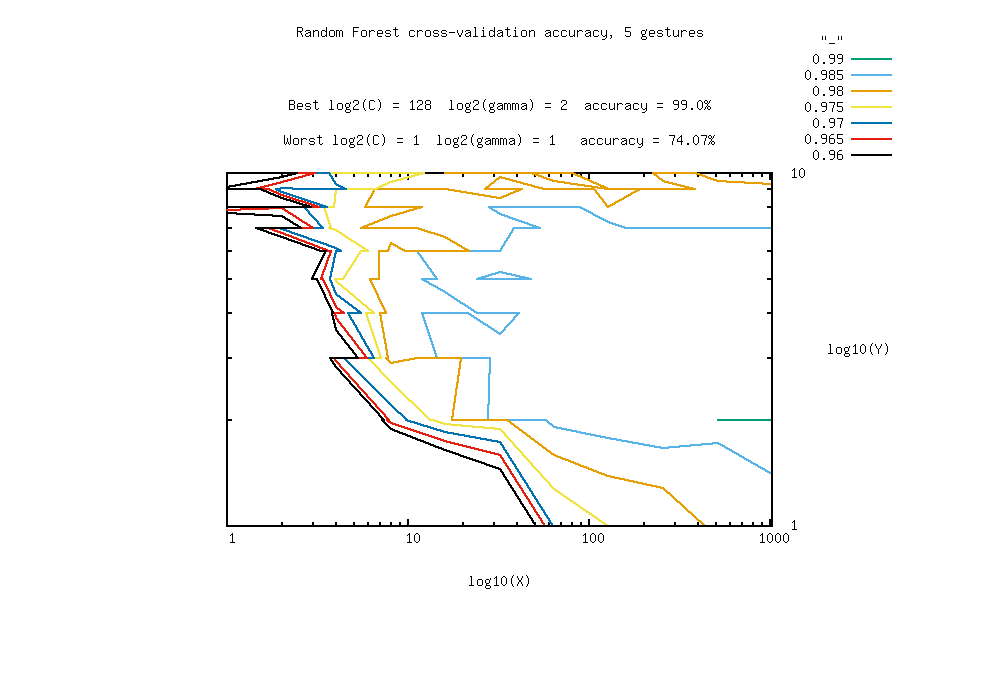 Random Forest cross-validation accuracy, 5 gestures
"_"
0.99
0.985
0.98
0.975
0.97
0.965
0.96
Best log2(C) = 128 log2(gamma) = 2 accuracy = 99.0%
Worst log2(C) = 1 log2(gamma) = 1 accuracy = 74.07%
10
log10(Y)
1
1 10 100 1000
log10(X)